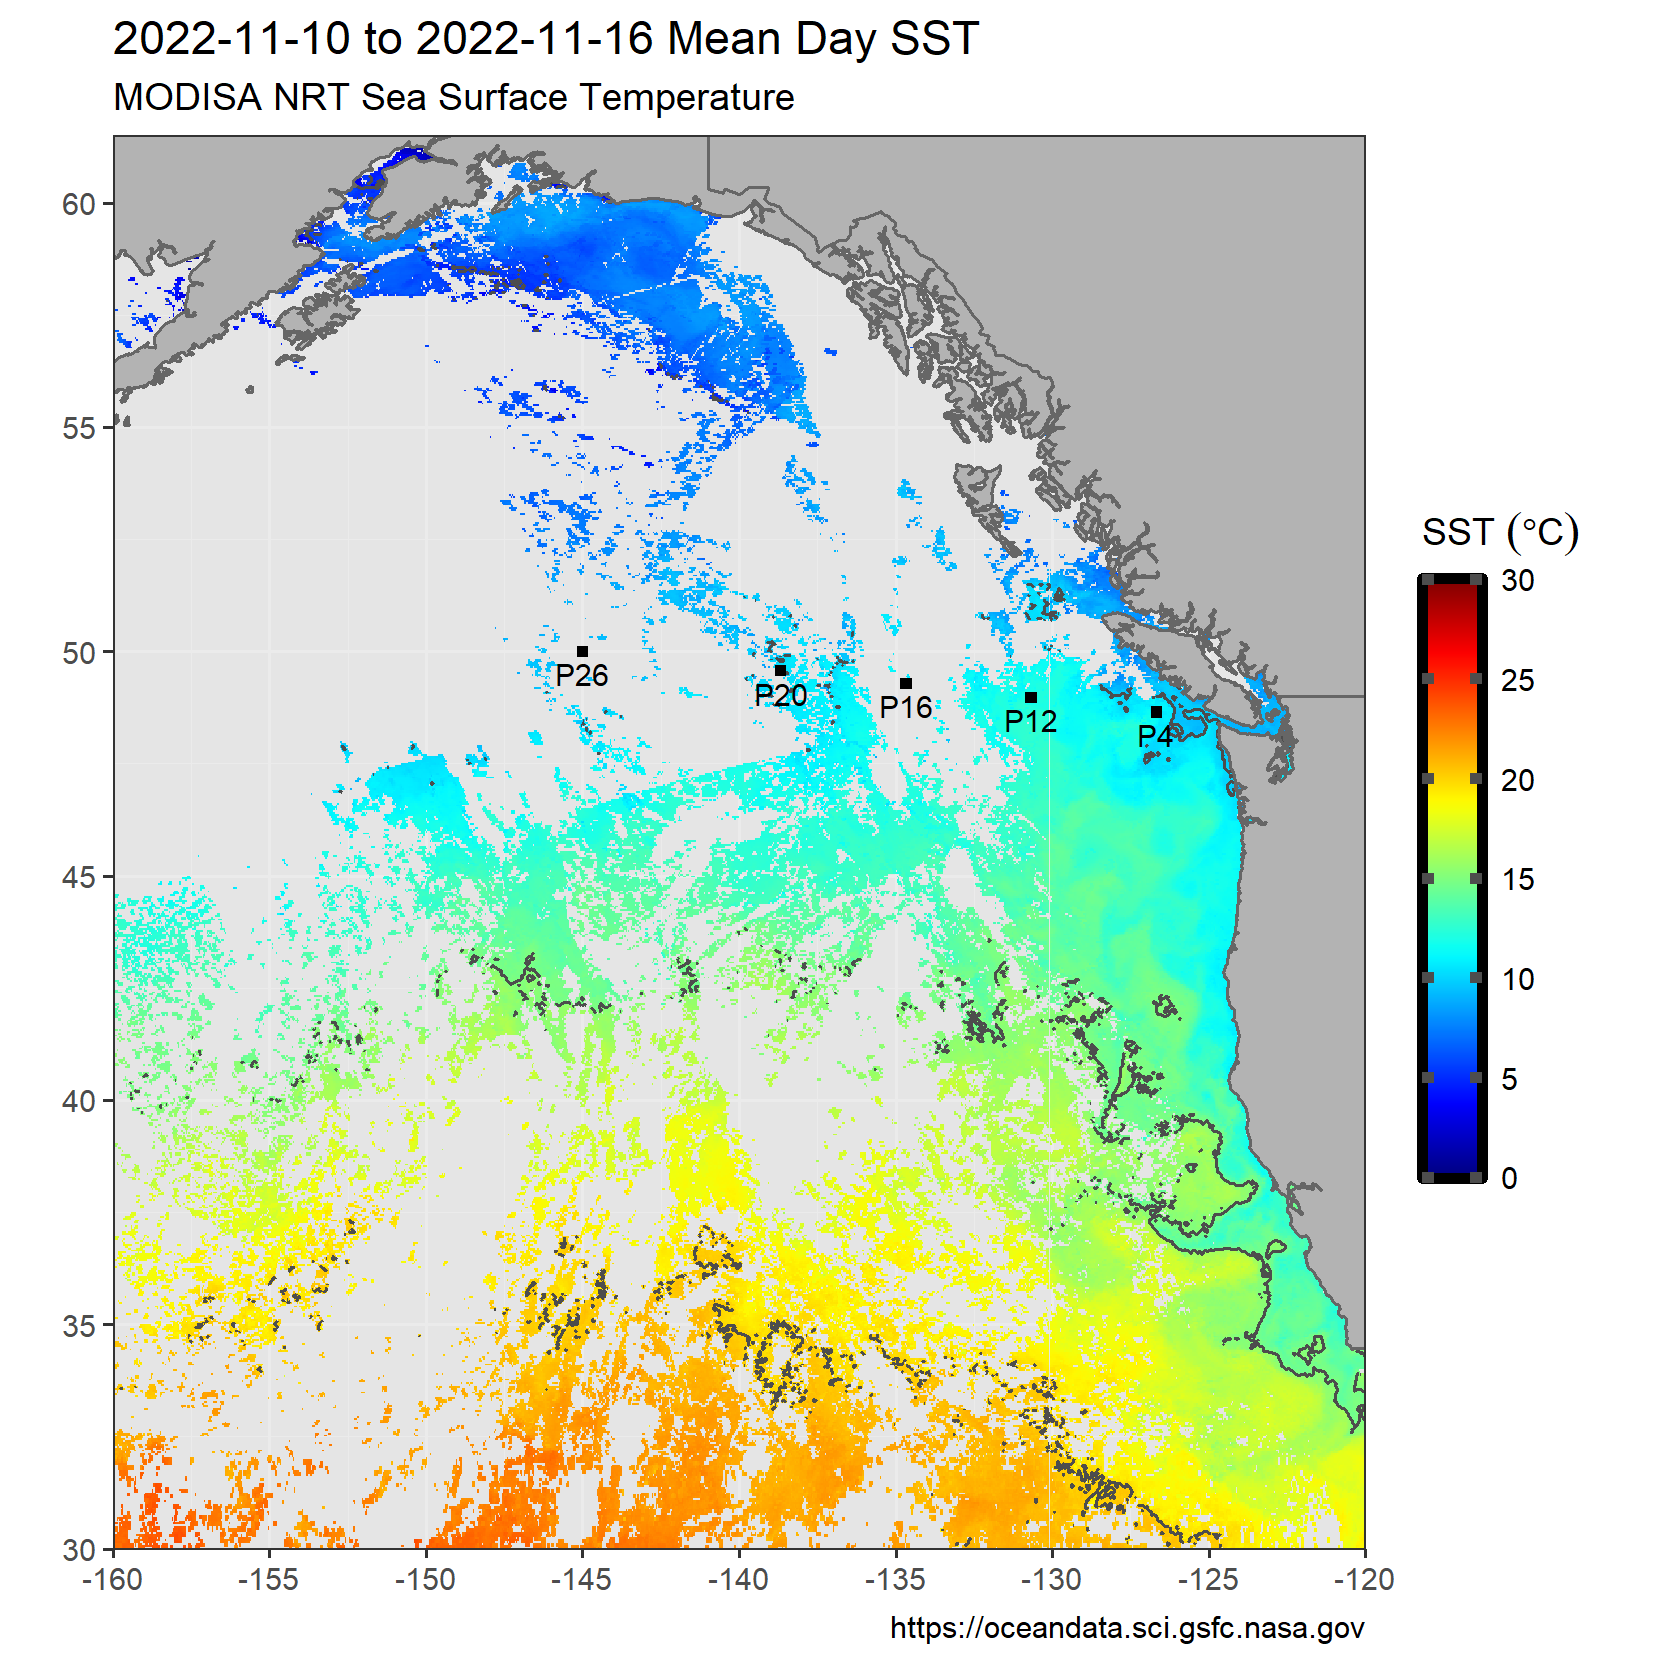 2022-11-10 to 2022-11-16 Mean Day SST
MODISA NRT Sea Surface Temperature
60
55
50
45
40
35
30
-160
-155
-150
-145
-140
-135
-130
-125
-120
P26
P20
P16
P12
P4
SST (°C)
30
25
20
15
10
5
0
https://oceandata.sci.gsfc.nasa.gov